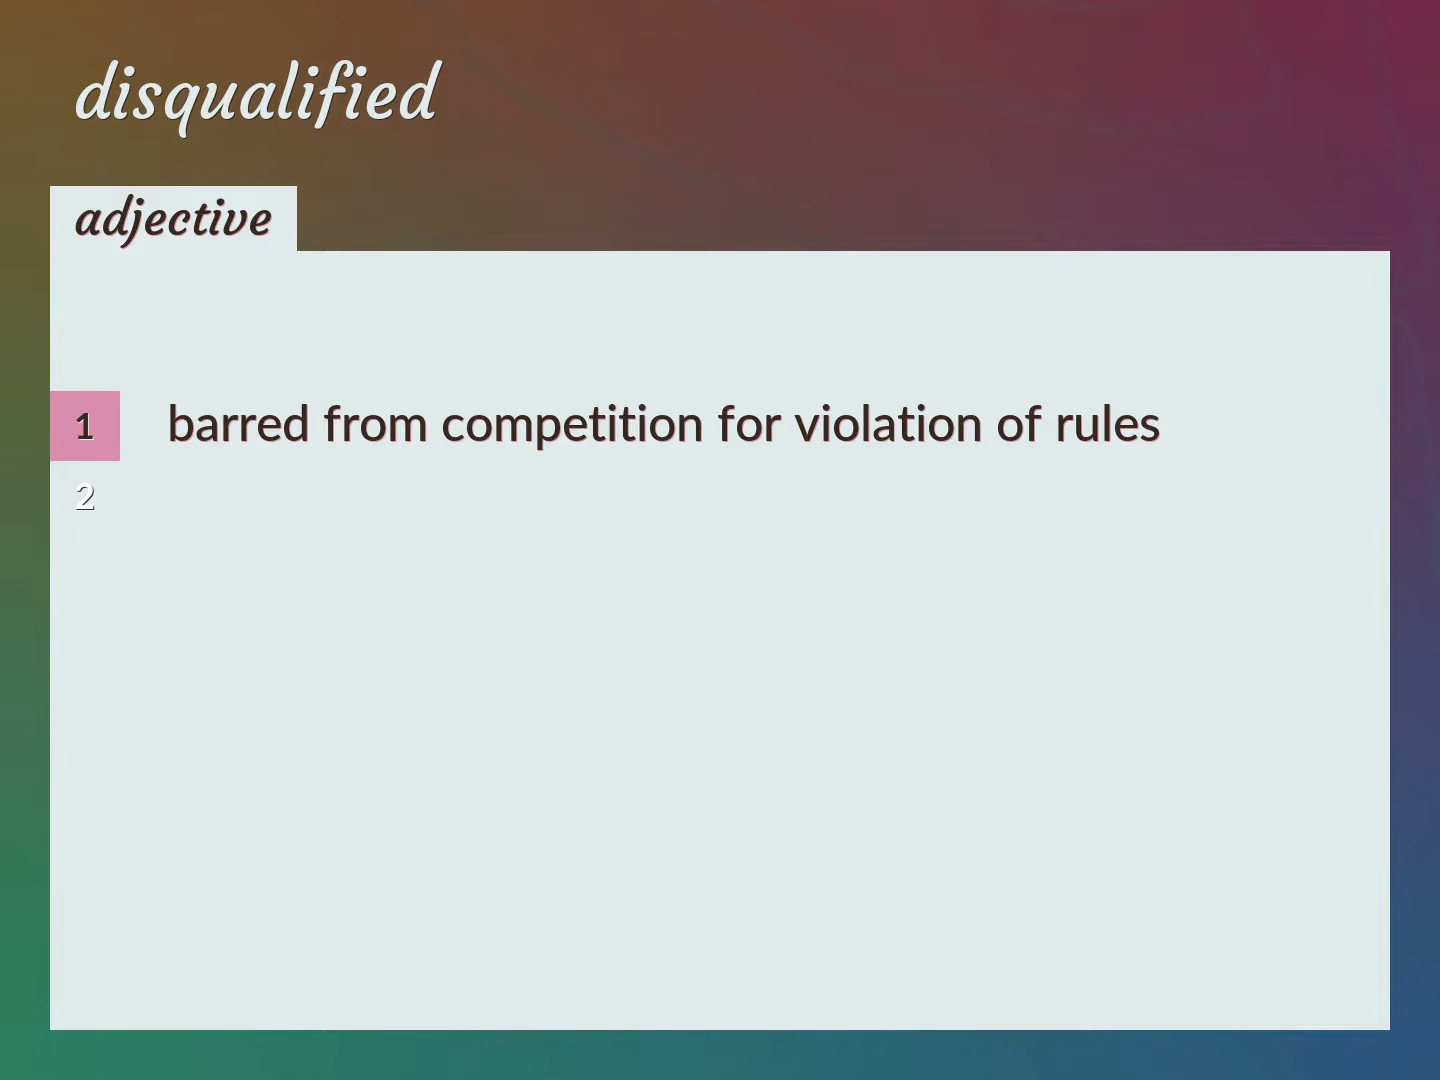 disqualified
adjective
1 barred from competition for violation of rules
2